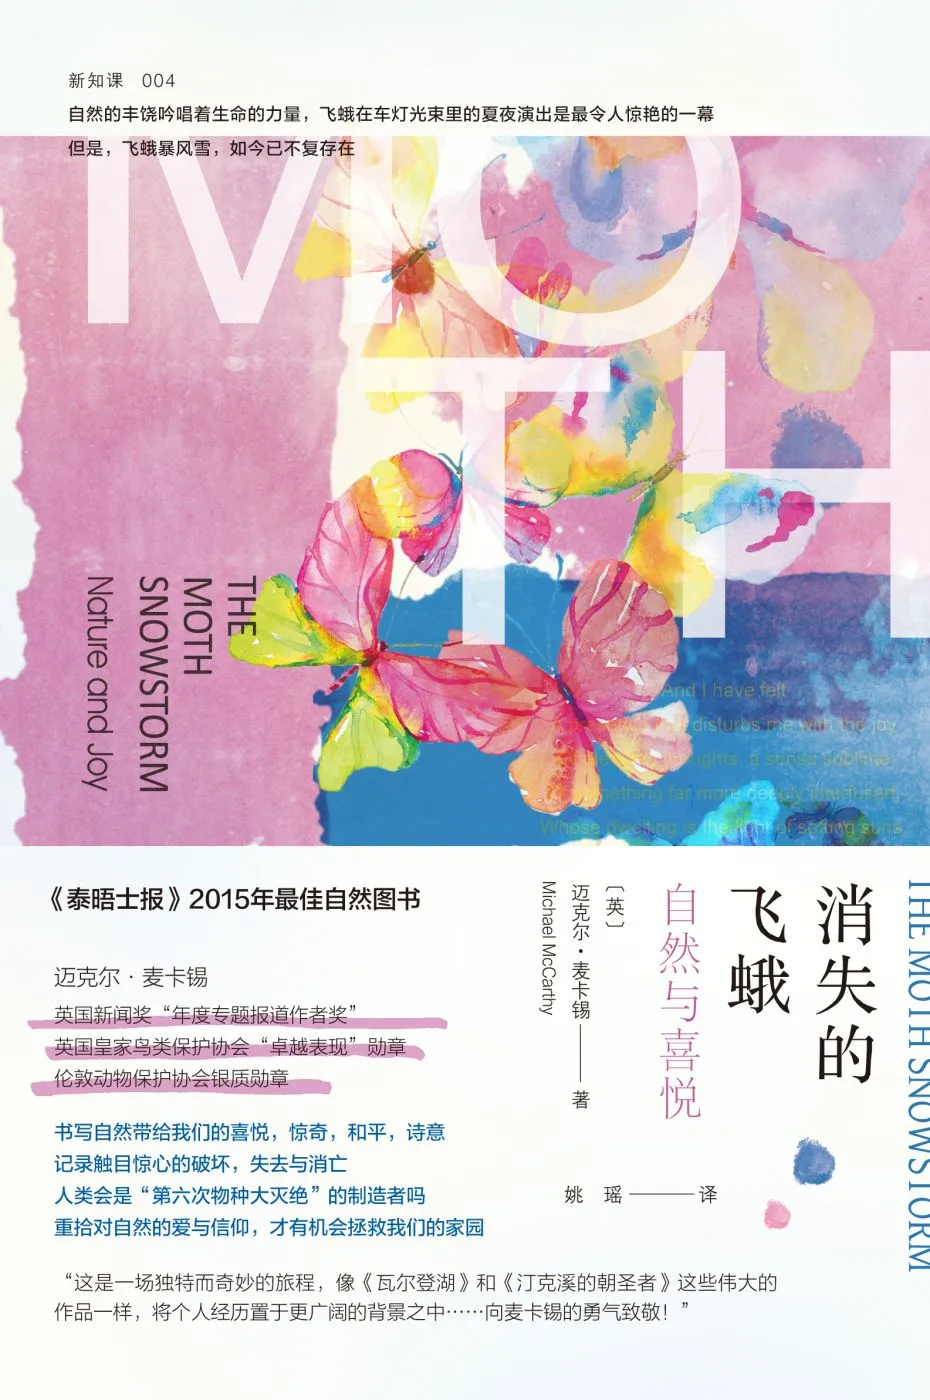 新知课 004
自然的丰饶吟唱着生命的力量，飞蛾在车灯光束里的夏夜演出是最令人惊艳的一幕
但是，飞蛾暴风雪，如今已不复存在
MOTH
THE
MOTH
SNOWSTORM
Nature and Joy
And I have felt
disturbs me with the joy
thoughts; a sense sublime
something far more deeply interfused
Whose dwelling is the light of setting suns
THE MOTH SNOWSTORM
消失的
飞蛾
自然与喜悦
〔英〕
迈克尔·麦卡锡——著
Michael McCarthy
姚 瑶——译
《泰晤士报》2015年最佳自然图书
迈克尔·麦卡锡
英国新闻奖“年度专题报道作者奖”
英国皇家鸟类保护协会“卓越表现”勋章
伦敦动物保护协会银质勋章
书写自然带给我们的喜悦，惊奇，和平，诗意
记录触目惊心的破坏，失去与消亡
人类会是“第六次物种大灭绝”的制造者吗
重拾对自然的爱与信仰，才有机会拯救我们的家园
“这是一场独特而奇妙的旅程，像《瓦尔登湖》和《汀克溪的朝圣者》这些伟大的
作品一样，将个人经历置于更广阔的背景之中……向麦卡锡的勇气致敬！”